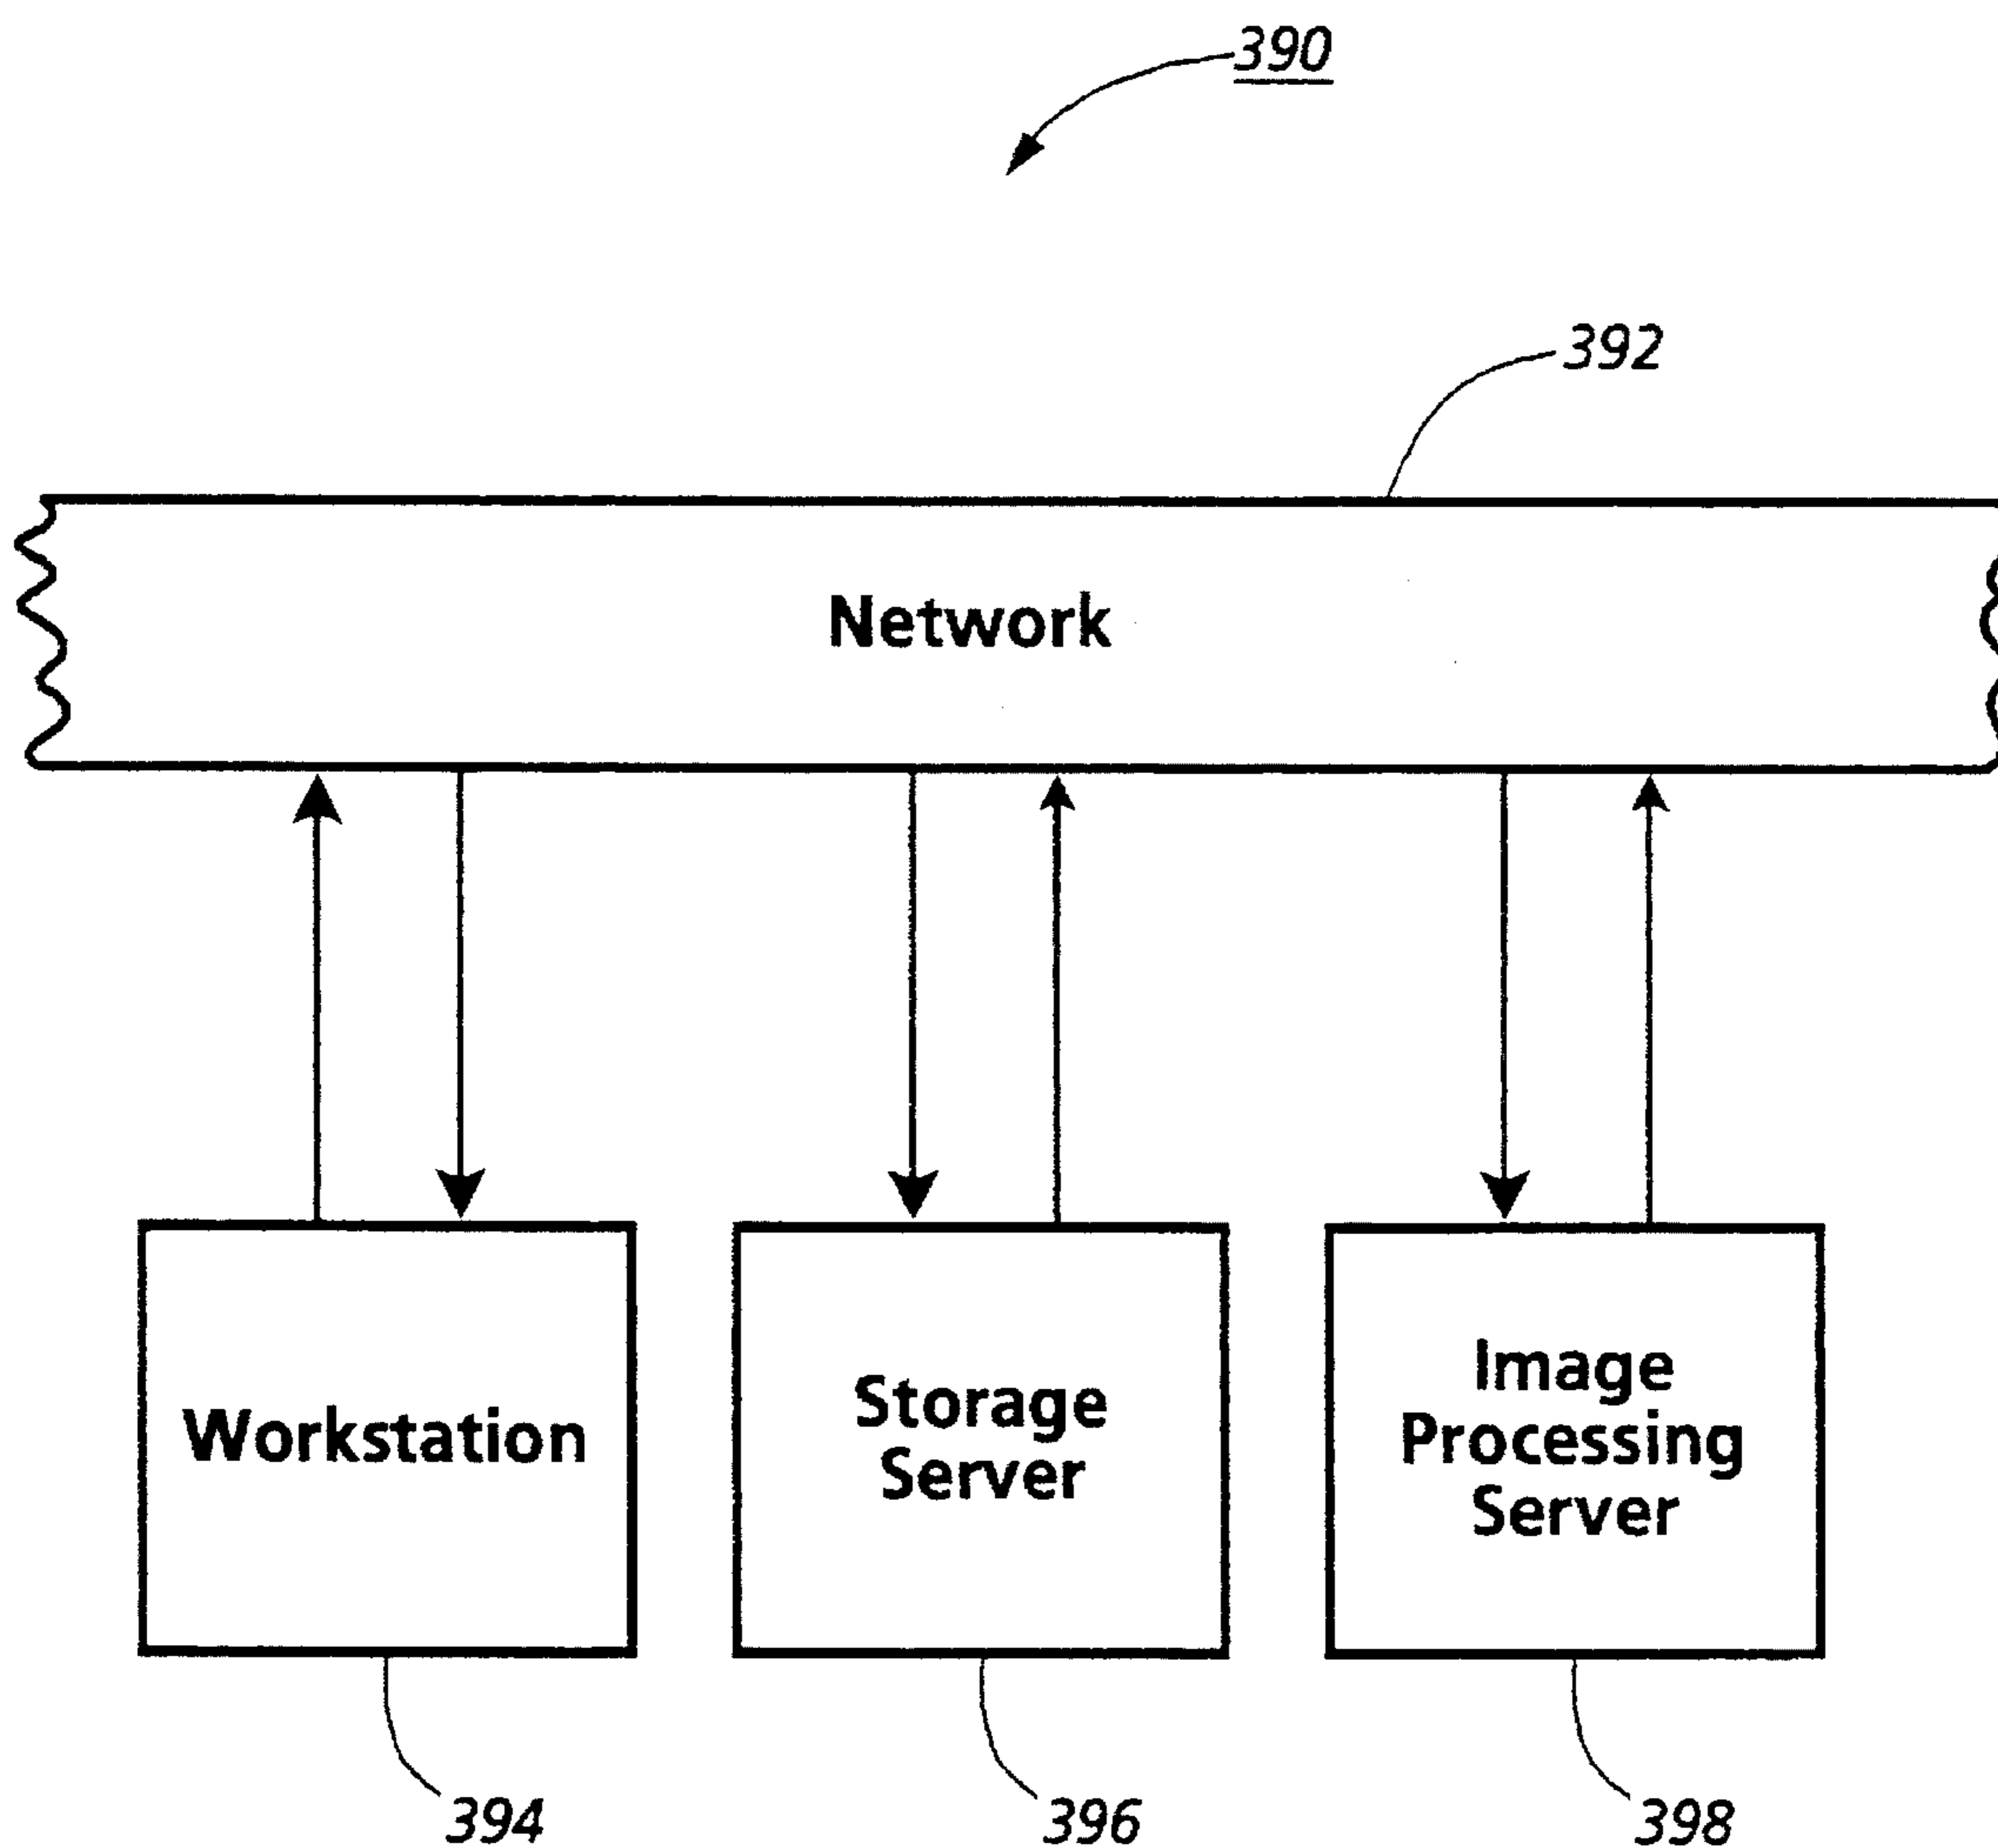 390
392
Network
Workstation
Storage
Server
Image
Processing
Server
394
396
398